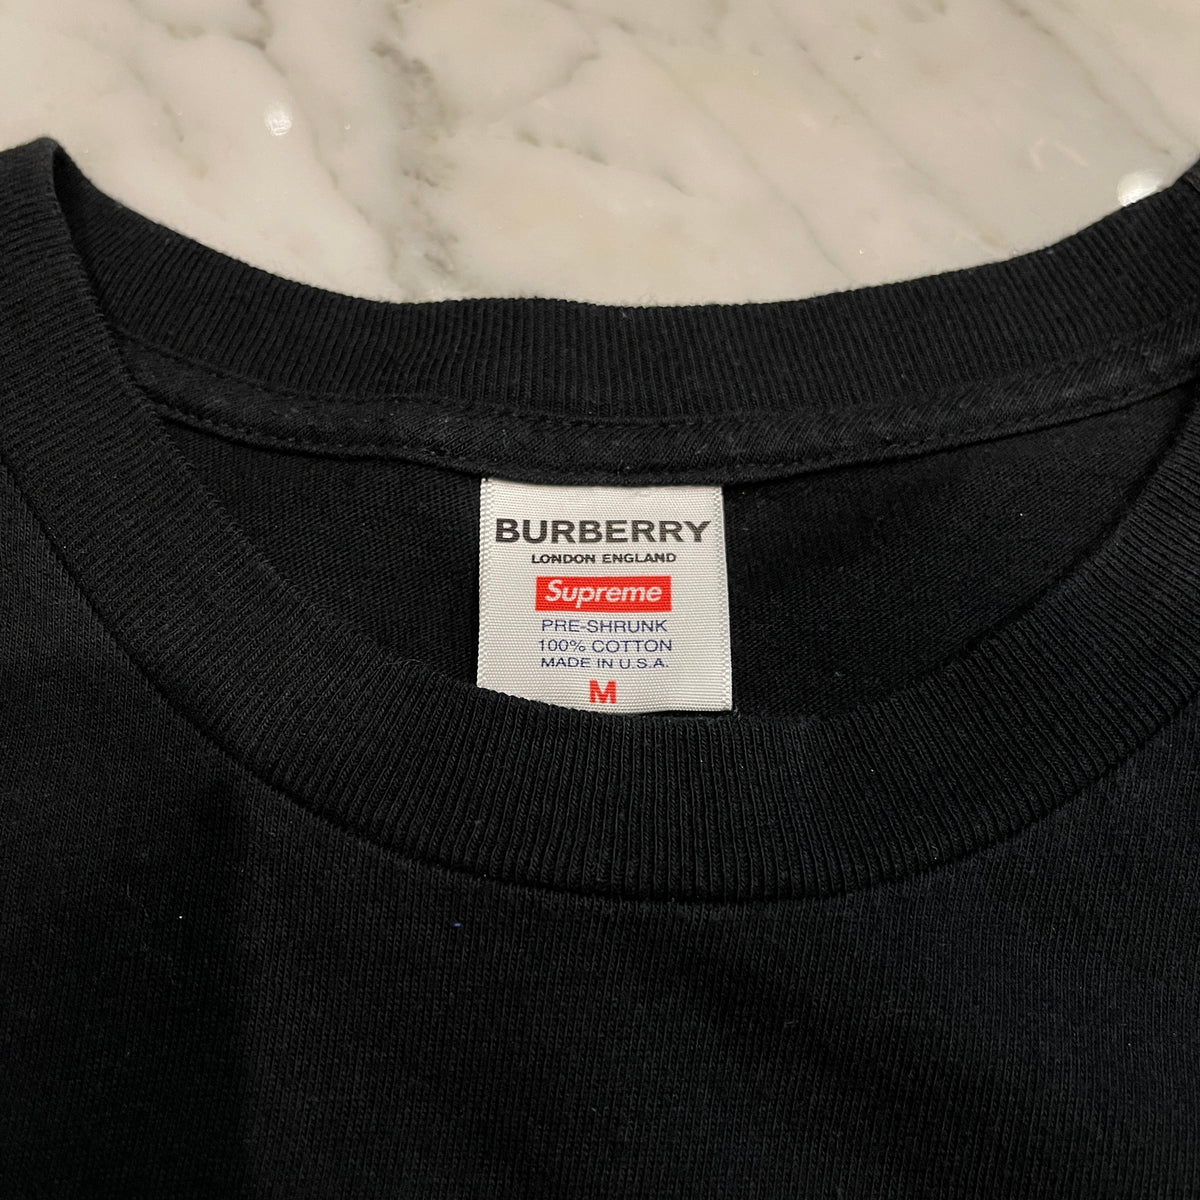 BURBERRY
LONDON ENGLAND
Supreme
PRE-SHRUNK
100% COTTON
MADE IN U.S.A.
M